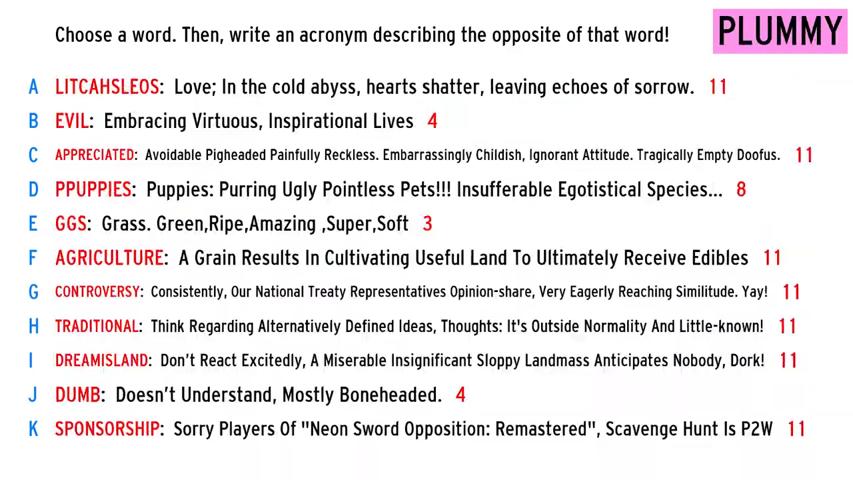 Choose a word. Then, write an acronym describing the opposite of that word!
PLUMMY
A LITCAHSLEOS: Love; In the cold abyss, hearts shatter, leaving echoes of sorrow. 11
B EVIL: Embracing Virtuous, Inspirational Lives 4
C APPRECIATED: Avoidable Pigheaded Painfully Reckless. Embarrassingly Childish, Ignorant Attitude. Tragically Empty Doofus. 11
D PPUPPIES: Puppies: Purring Ugly Pointless Pets!!! Insufferable Egotistical Species... 8
E GGS: Grass. Green,Ripe,Amazing ,Super,Soft 3
F AGRICULTURE: A Grain Results In Cultivating Useful Land To Ultimately Receive Edibles 11
G CONTROVERSY: Consistently, Our National Treaty Representatives Opinion-share, Very Eagerly Reaching Similitude. Yay! 11
H TRADITIONAL: Think Regarding Alternatively Defined Ideas, Thoughts: It's Outside Normality And Little-known! 11
I DREAMISLAND: Don't React Excitedly, A Miserable Insignificant Sloppy Landmass Anticipates Nobody, Dork! 11
J DUMB: Doesn't Understand, Mostly Boneheaded. 4
K SPONSORSHIP: Sorry Players Of "Neon Sword Opposition: Remastered", Scavenge Hunt Is P2W 11